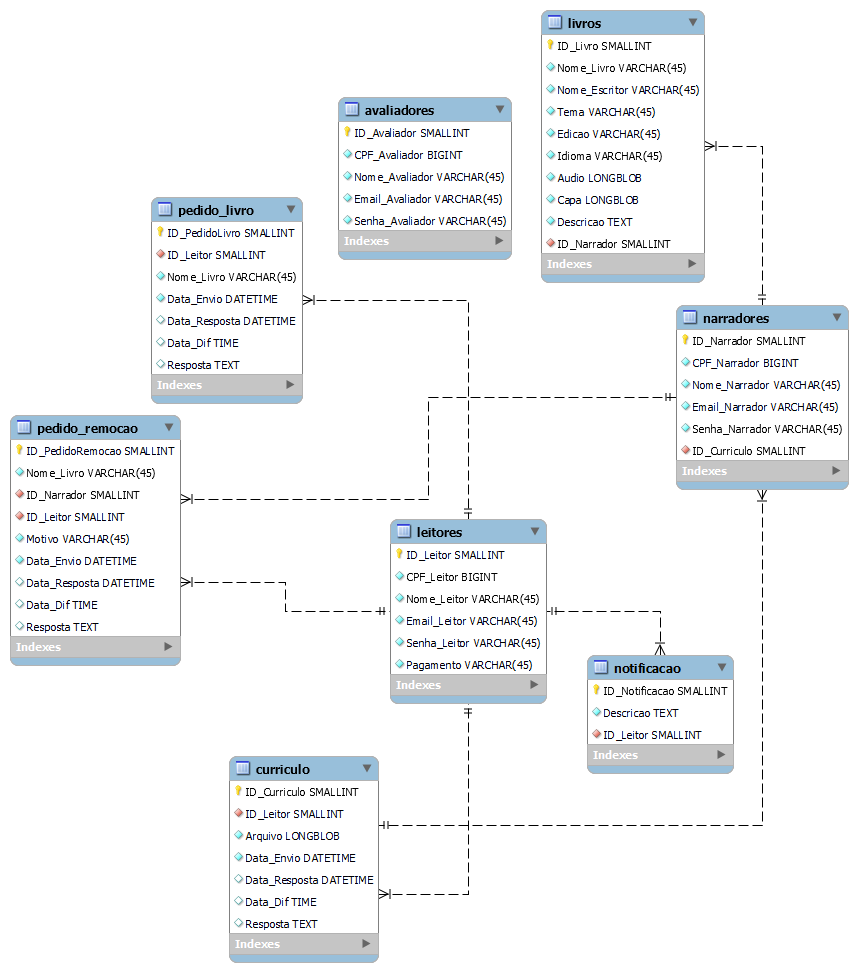 livros
ID_Livro SMALLINT
Nome_Livro VARCHAR(45)
Nome_Escritor VARCHAR(45)
Tema VARCHAR(45)
Edicao VARCHAR(45)
Idioma VARCHAR(45)
Audio LONGBLOB
Capa LONGBLOB
Descricao TEXT
ID_Narrador SMALLINT
Indexes
avaliadores
ID_Avaliador SMALLINT
CPF_Avaliador BIGINT
Nome_Avaliador VARCHAR(45)
Email_Avaliador VARCHAR(45)
Senha_Avaliador VARCHAR(45)
Indexes
pedido_livro
ID_PedidoLivro SMALLINT
ID_Leitor SMALLINT
Nome_Livro VARCHAR(45)
Data_Envio DATETIME
Data_Resposta DATETIME
Data_Dif TIME
Resposta TEXT
Indexes
narradores
ID_Narrador SMALLINT
CPF_Narrador BIGINT
Nome_Narrador VARCHAR(45)
Email_Narrador VARCHAR(45)
Senha_Narrador VARCHAR(45)
ID_Curriculo SMALLINT
Indexes
pedido_remocao
ID_PedidoRemocao SMALLINT
Nome_Livro VARCHAR(45)
ID_Narrador SMALLINT
ID_Leitor SMALLINT
Motivo VARCHAR(45)
Data_Envio DATETIME
Data_Resposta DATETIME
Data_Dif TIME
Resposta TEXT
Indexes
leitores
ID_Leitor SMALLINT
CPF_Leitor BIGINT
Nome_Leitor VARCHAR(45)
Email_Leitor VARCHAR(45)
Senha_Leitor VARCHAR(45)
Pagamento VARCHAR(45)
Indexes
notificacao
ID_Notificacao SMALLINT
Descricao TEXT
ID_Leitor SMALLINT
Indexes
curriculo
ID_Curriculo SMALLINT
ID_Leitor SMALLINT
Arquivo LONGBLOB
Data_Envio DATETIME
Data_Resposta DATETIME
Data_Dif TIME
Resposta TEXT
Indexes